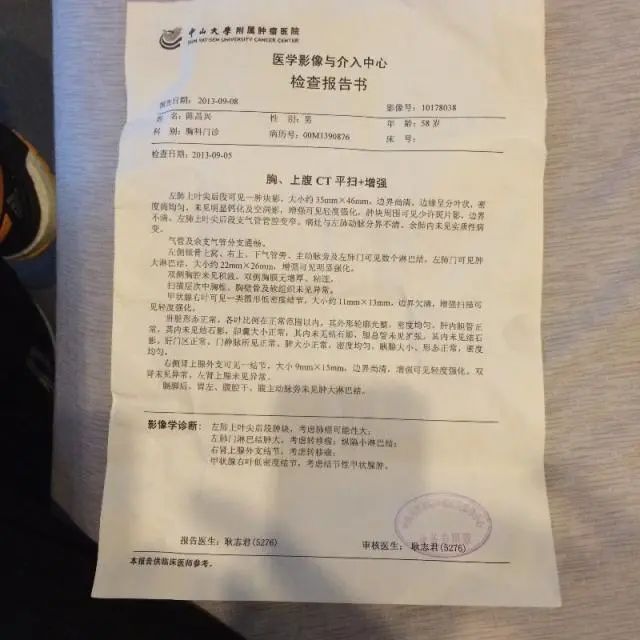 中山大学附属肿瘤医院
SUN YAT-SEN UNIVERSITY CANCER CENTER
医学影像与介入中心
检查报告书
报告日期: 2013-09-08 影像号: 10178038
姓 名: 陈昌兴 性 别: 男 年 龄: 58 岁
科 别: 胸科门诊 病历号: 00M1390876 床 号:
检查日期: 2013-09-05
胸、上腹 CT 平扫+增强
左肺上叶尖后段可见一肿块影, 大小约 35mm×46mm, 边界尚清, 边缘呈分叶状, 密
度尚均匀, 未见明显钙化及空洞影, 增强可见轻度强化, 肿块周围可见少许斑片影, 边界
不清。左肺上叶尖后段支气管管腔变窄。病灶与左肺动脉分界不清。余肺内未见实质性病
变。
气管及余支气管分支通畅。
左侧锁骨上窝、右上、下气管旁、主动脉旁及左肺门可见数个淋巴结, 左肺门可见肿
大淋巴结, 大小约 22mm×26mm, 增强可见明显强化。
双侧胸腔未见积液, 双侧胸膜无增厚、粘连。
扫描层次中胸椎、胸壁骨及软组织未见异常。
甲状腺右叶可见一类圆形低密度结节, 大小约 11mm×13mm, 边界欠清, 增强扫描可
见轻度强化。
肝脏形态正常, 各叶比例在正常范围以内, 其外形轮廓光整, 密度均匀, 肝内胆管正
常, 其内未见结石影, 胆囊大小正常, 其内未见结石影, 胆总管未见扩张, 其内未见结石
影, 肝门区正常, 门静脉所见正常, 脾大小正常, 密度均匀, 胰腺大小、形态正常, 密度
均匀。
右侧肾上腺外支可见一结节, 大小 9mm×15mm, 边界尚清, 增强可见轻度强化。双
肾未见异常, 左肾上腺未见异常。
膈脚后、胃左、腹腔干、腹主动脉旁未见肿大淋巴结。
影像学诊断: 左肺上叶尖后段肿块, 考虑肺癌可能性大;
左肺门淋巴结肿大, 考虑转移瘤; 纵隔小淋巴结;
右肾上腺外支结节, 考虑转移瘤;
甲状腺右叶低密度结节, 考虑结节性甲状腺肿。
报告医生: 耿志君(5276) 审核医生: 耿志君(5276)
本报告供临床医师参考。